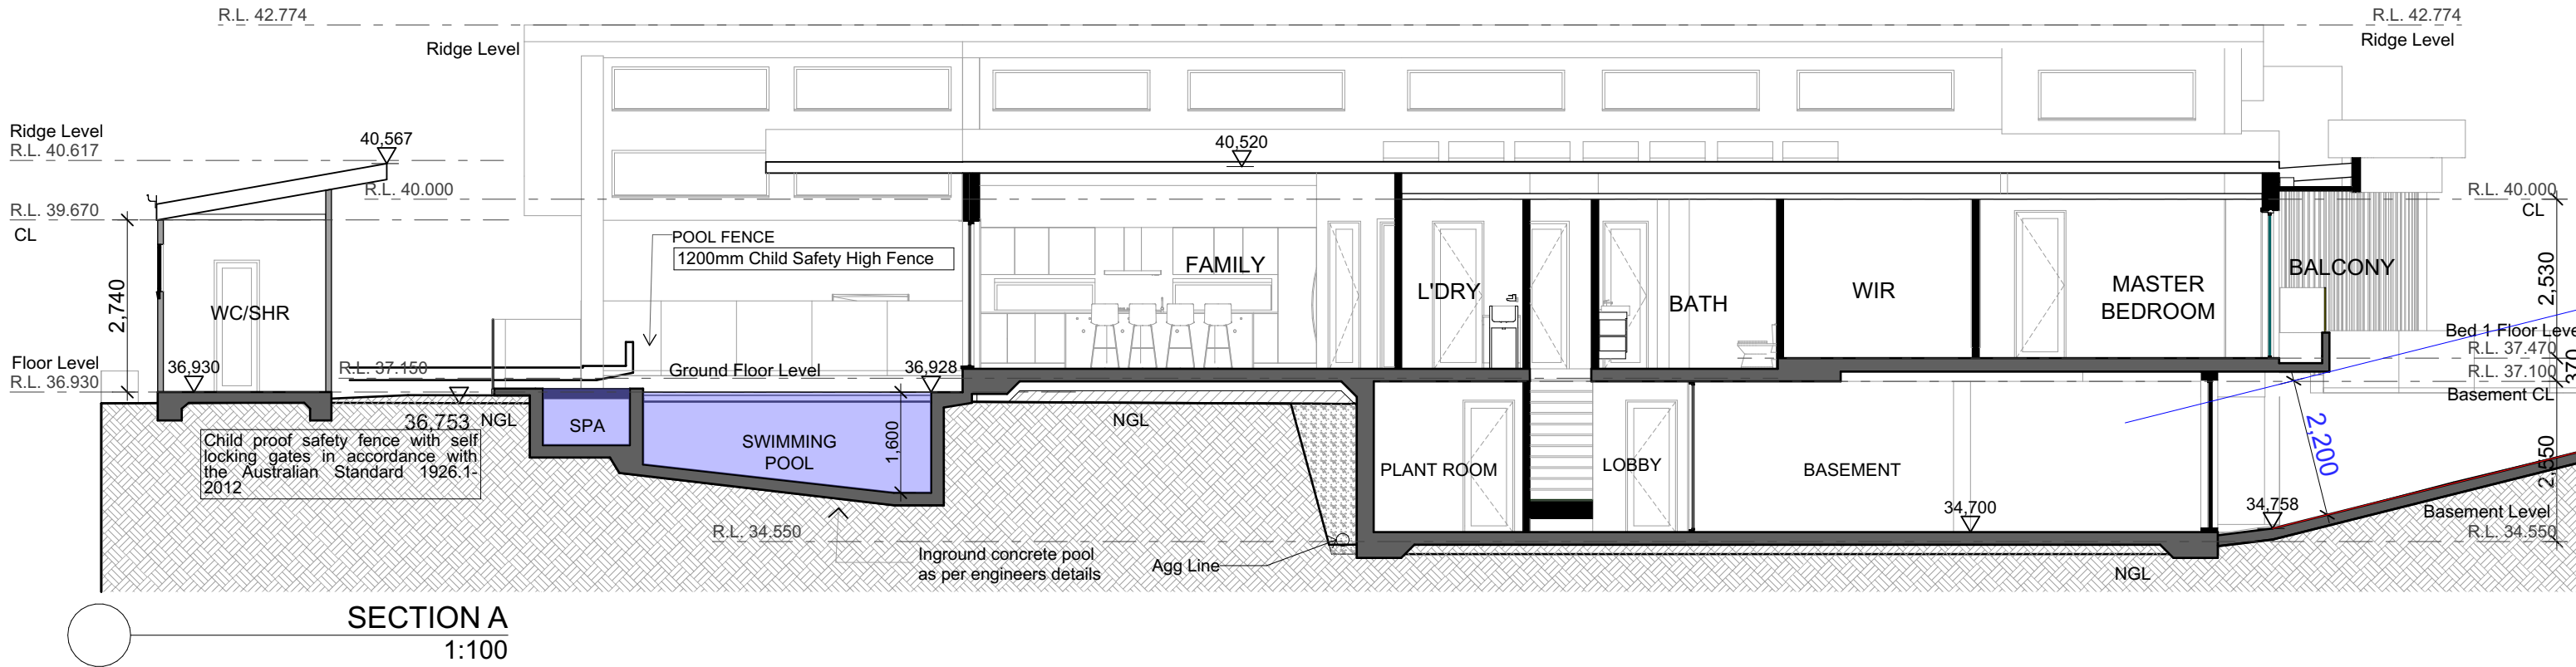 R.L. 42.774
R.L. 42.774
Ridge Level
Ridge Level
Ridge Level
R.L. 40.617
40,567
40,520
R.L. 40.000
R.L. 40.000
CL
R.L. 39.670
CL
POOL FENCE
1200mm Child Safety High Fence
2,740
WC/SHR
FAMILY
L'DRY
BATH
WIR
MASTER
BEDROOM
BALCONY
2,530
Floor Level
R.L. 36.930
36,930
R.L. 37.150
Ground Floor Level
36,928
Bed 1 Floor Leve
R.L. 37.470
R.L. 37.100
370
Basement CL
36,753
NGL
NGL
Child proof safety fence with self
locking gates in accordance with
the Australian Standard 1926.1-
2012
SPA
SWIMMING
POOL
1,600
PLANT ROOM
LOBBY
BASEMENT
2,200
2,550
34,700
34,758
Basement Level
R.L. 34.550
R.L. 34.550
Inground concrete pool
as per engineers details
Agg Line
NGL
SECTION A
1:100